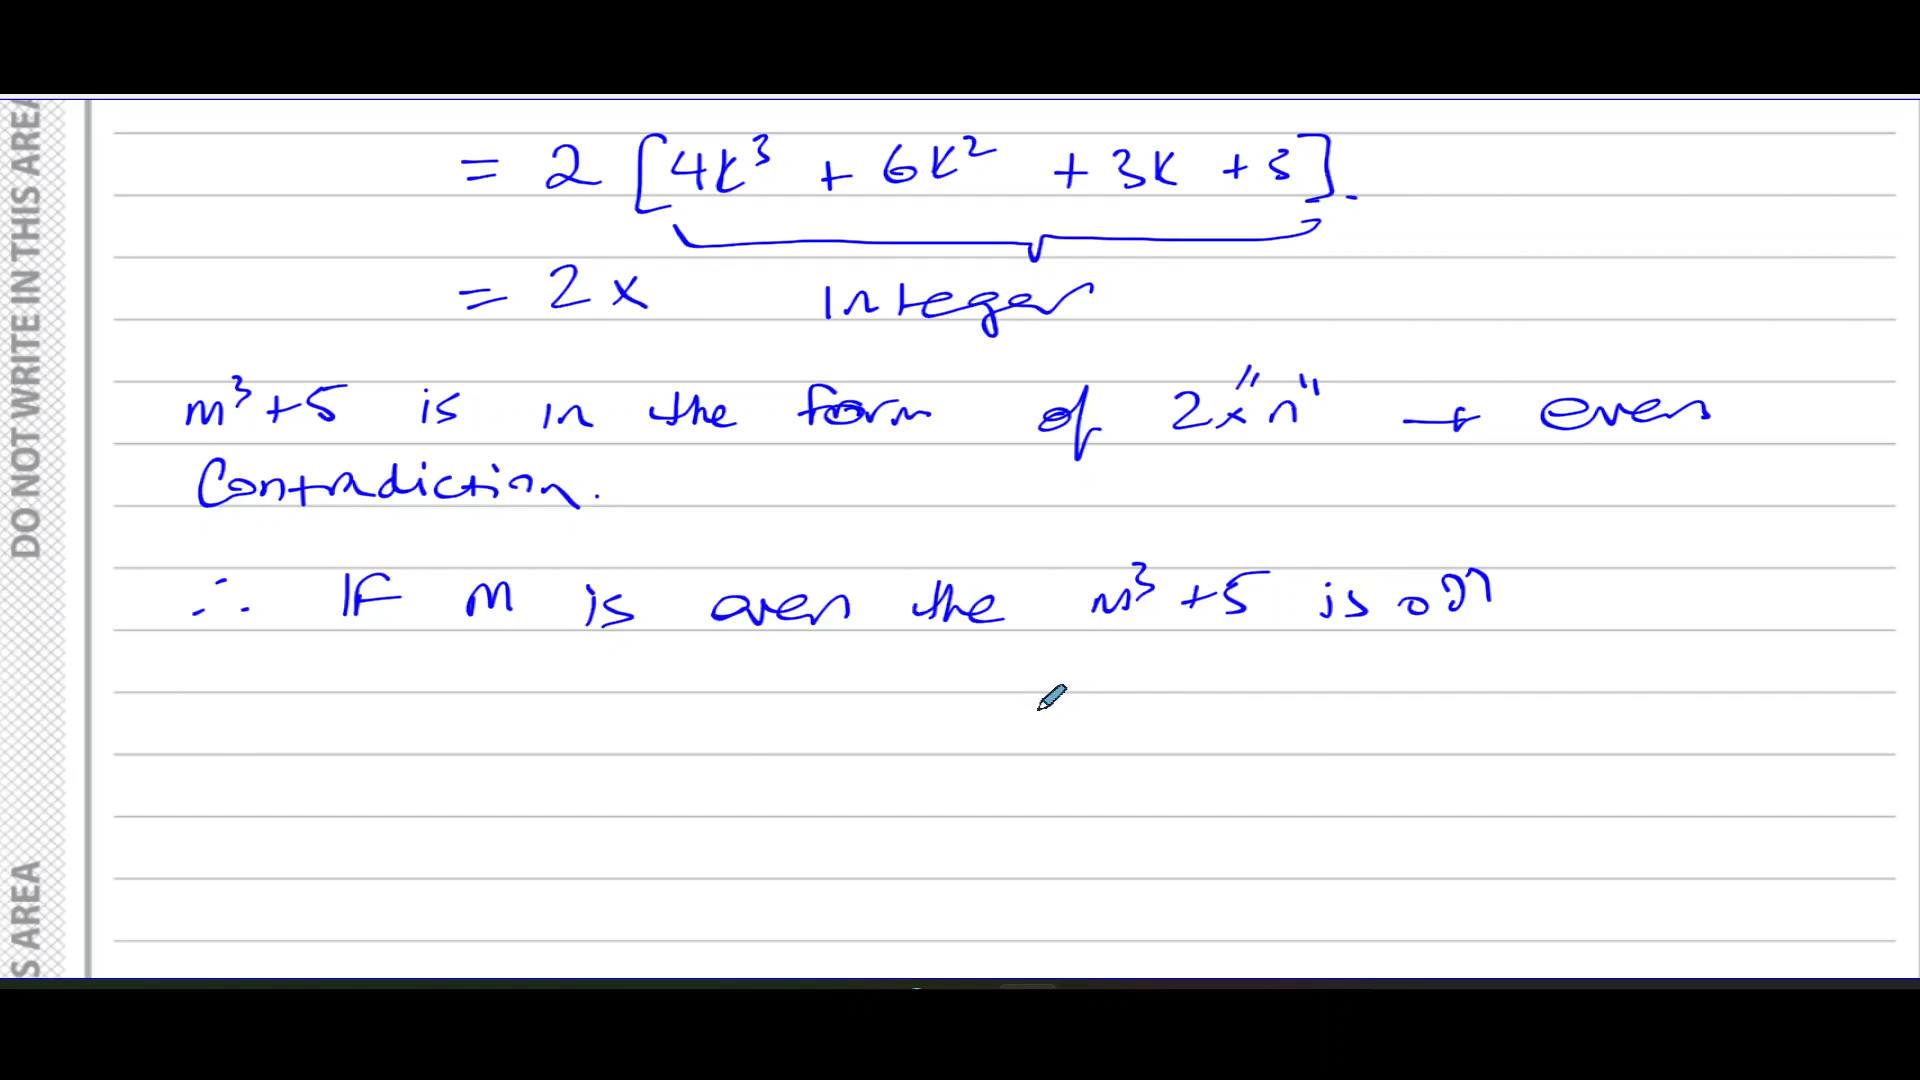 DO NOT WRITE IN THIS AREA
S AREA
= 2 [4k³ + 6k² + 3k + 3].
= 2 x Integer
m³+5 is in the form of 2x"n" → even
Contradiction.
∴ IF m is even the m³+5 is odd